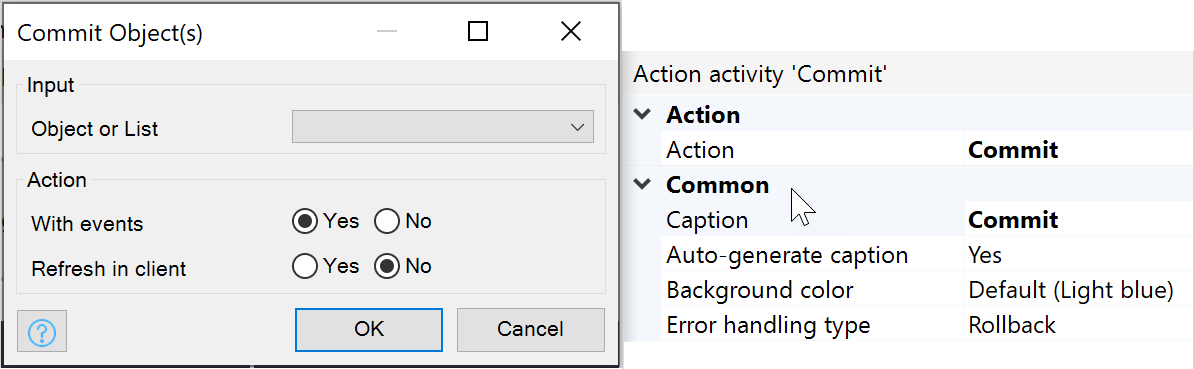 Commit Object(s)
Input
Object or List
Action
With events Yes No
Refresh in client Yes No
? OK Cancel
Action activity 'Commit'
Action
Action Commit
Common
Caption Commit
Auto-generate caption Yes
Background color Default (Light blue)
Error handling type Rollback